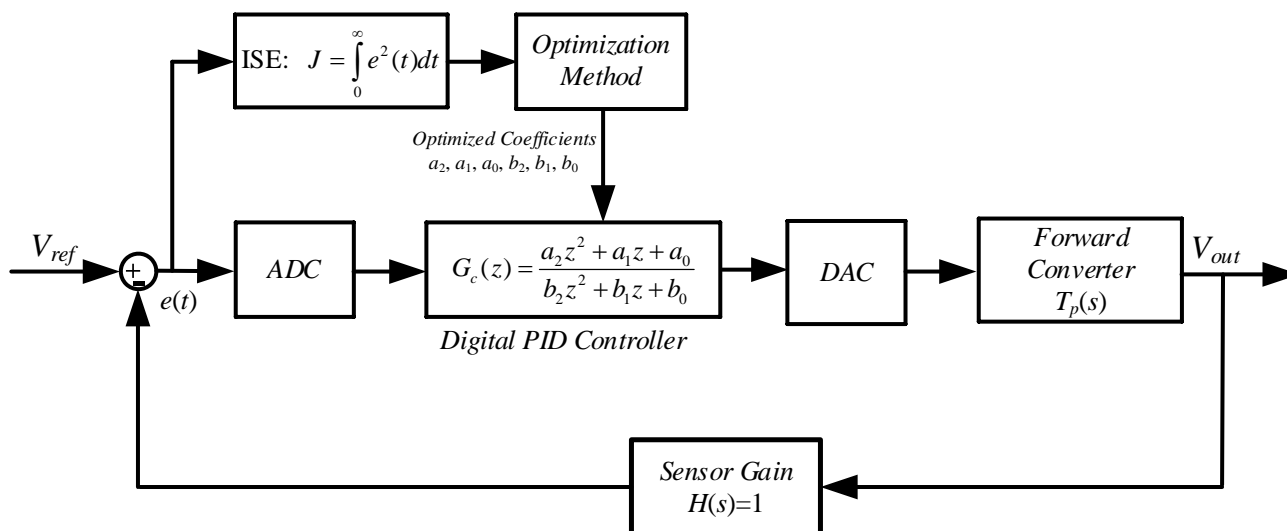 ISE: J = ∫₀^∞ e²(t)dt
Optimization
Method
Optimized Coefficients
a₂, a₁, a₀, b₂, b₁, b₀
V_ref
+
-
e(t)
ADC
G_c(z) = (a₂z² + a₁z + a₀) / (b₂z² + b₁z + b₀)
Digital PID Controller
DAC
Forward
Converter
T_p(s)
V_out
Sensor Gain
H(s)=1